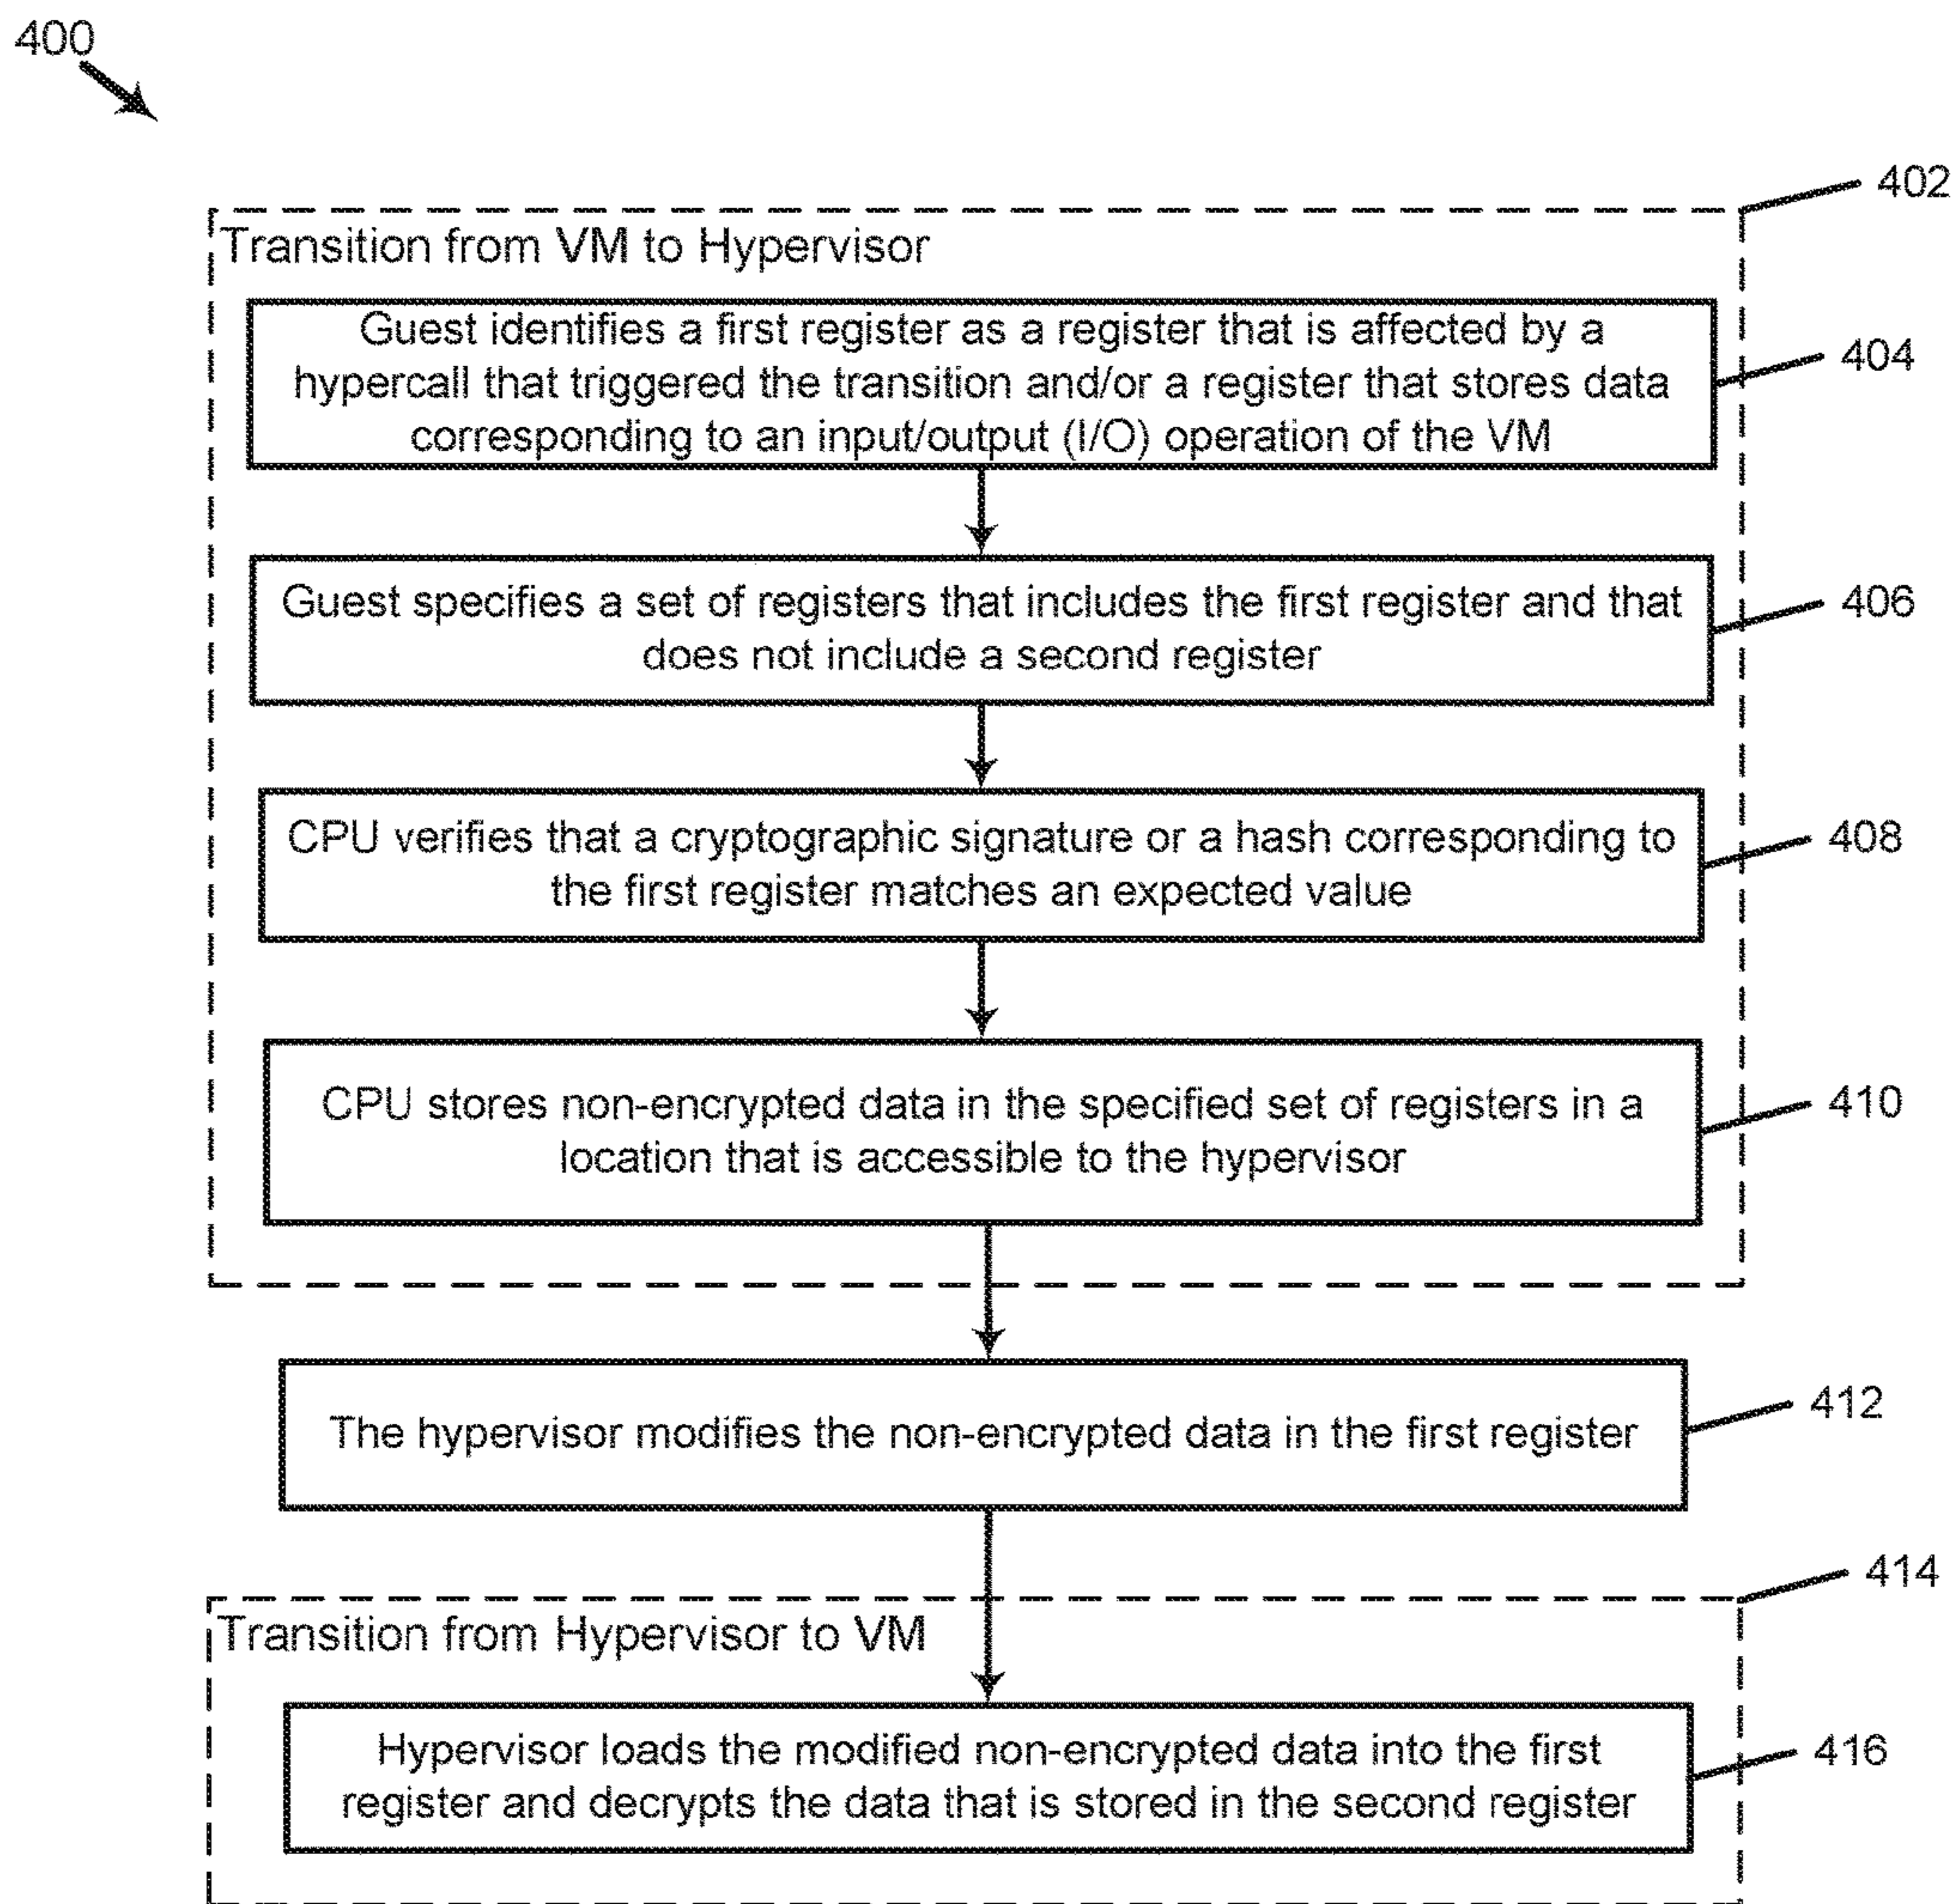 400
402
Transition from VM to Hypervisor
Guest identifies a first register as a register that is affected by a
hypercall that triggered the transition and/or a register that stores data
corresponding to an input/output (I/O) operation of the VM
404
Guest specifies a set of registers that includes the first register and that
does not include a second register
406
CPU verifies that a cryptographic signature or a hash corresponding to
the first register matches an expected value
408
CPU stores non-encrypted data in the specified set of registers in a
location that is accessible to the hypervisor
410
The hypervisor modifies the non-encrypted data in the first register
412
414
Transition from Hypervisor to VM
Hypervisor loads the modified non-encrypted data into the first
register and decrypts the data that is stored in the second register
416